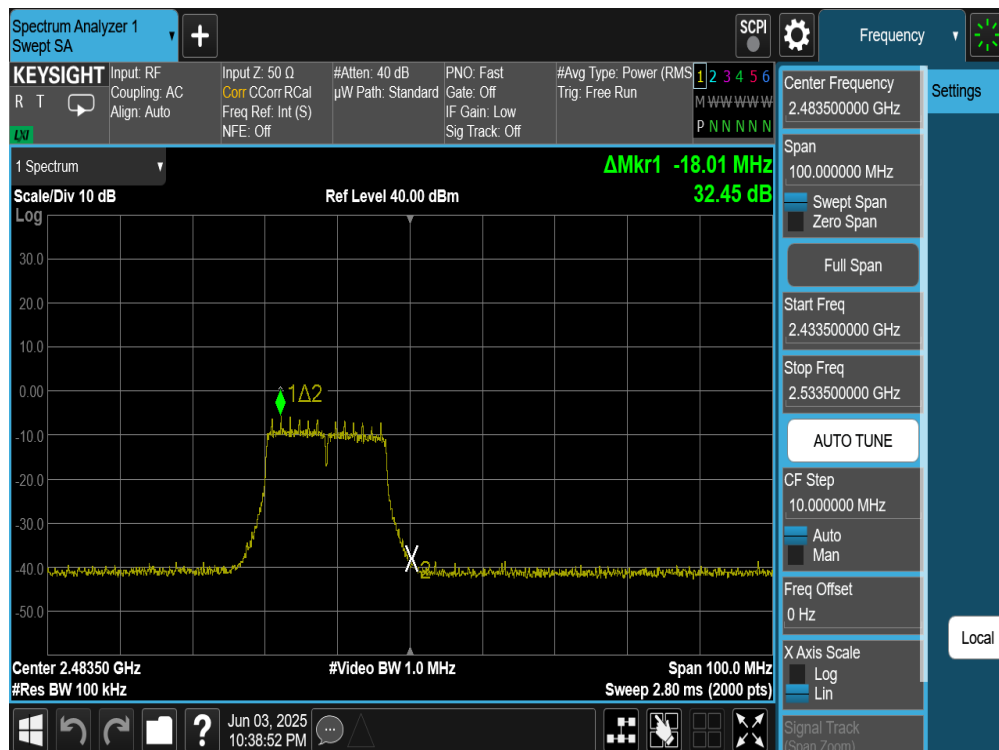 Spectrum Analyzer 1
Swept SA
+
SCPI
Frequency
KEYSIGHT
R T
LXI
Input: RF
Coupling: AC
Align: Auto
Input Z: 50 Ω
Corr CCorr RCal
Freq Ref: Int (S)
NFE: Off
#Atten: 40 dB
µW Path: Standard
PNO: Fast
Gate: Off
IF Gain: Low
Sig Track: Off
#Avg Type: Power (RMS
Trig: Free Run
1 2 3 4 5 6
M W W W W W
P N N N N N
1 Spectrum
ΔMkr1 -18.01 MHz
32.45 dB
Scale/Div 10 dB
Ref Level 40.00 dBm
Log
30.0
20.0
10.0
0.00
-10.0
-20.0
-30.0
-40.0
-50.0
1Δ2
X
2
Center 2.48350 GHz
#Video BW 1.0 MHz
Span 100.0 MHz
#Res BW 100 kHz
Sweep 2.80 ms (2000 pts)
?
Jun 03, 2025
10:38:52 PM
Center Frequency
2.483500000 GHz
Span
100.000000 MHz
Swept Span
Zero Span
Full Span
Start Freq
2.433500000 GHz
Stop Freq
2.533500000 GHz
AUTO TUNE
CF Step
10.000000 MHz
Auto
Man
Freq Offset
0 Hz
X Axis Scale
Log
Lin
Signal Track
(Span Zoom)
Settings
Local